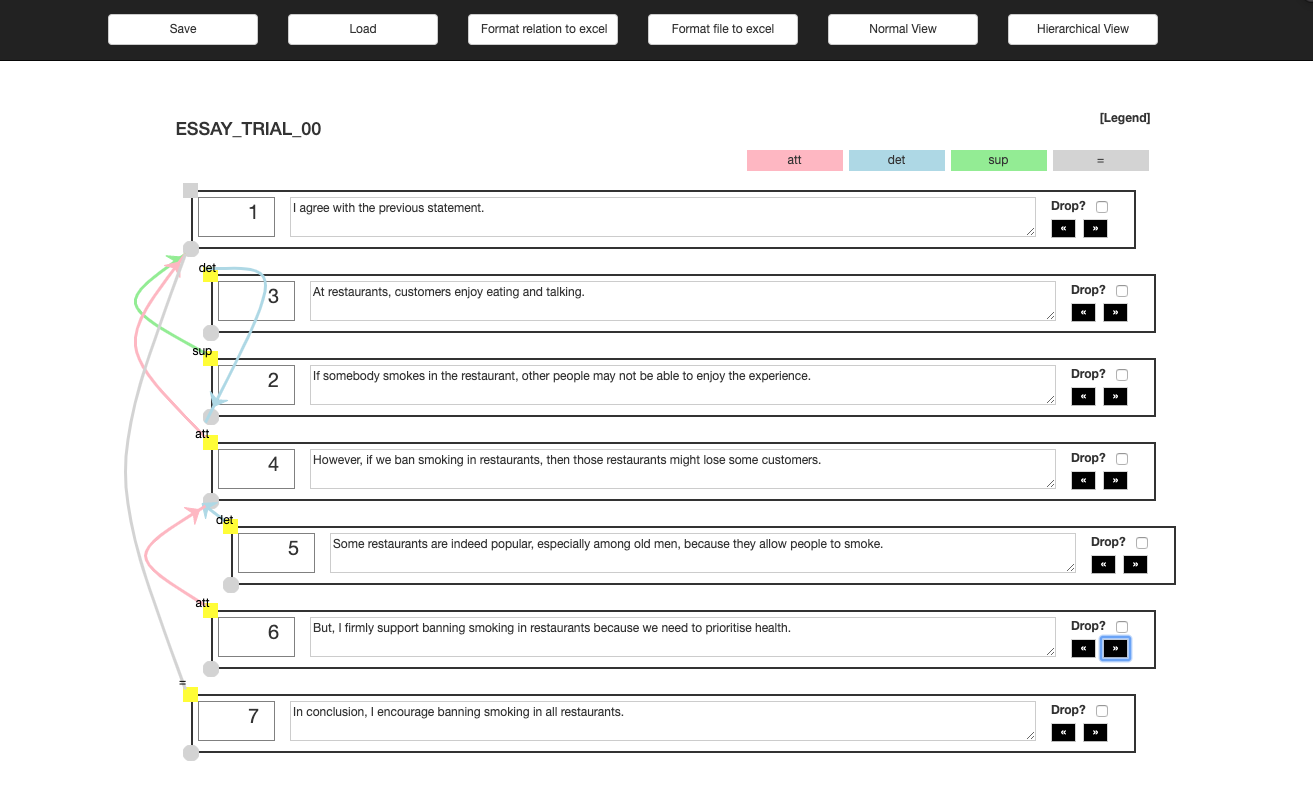 Save Load Format relation to excel Format file to excel Normal View Hierarchical View
[Legend]
ESSAY_TRIAL_00
att det sup =
1 I agree with the previous statement. Drop?
« »
det
3 At restaurants, customers enjoy eating and talking. Drop?
« »
sup
2 If somebody smokes in the restaurant, other people may not be able to enjoy the experience. Drop?
« »
att
4 However, if we ban smoking in restaurants, then those restaurants might lose some customers. Drop?
« »
det
5 Some restaurants are indeed popular, especially among old men, because they allow people to smoke. Drop?
« »
att
6 But, I firmly support banning smoking in restaurants because we need to prioritise health. Drop?
« »
=
7 In conclusion, I encourage banning smoking in all restaurants. Drop?
« »